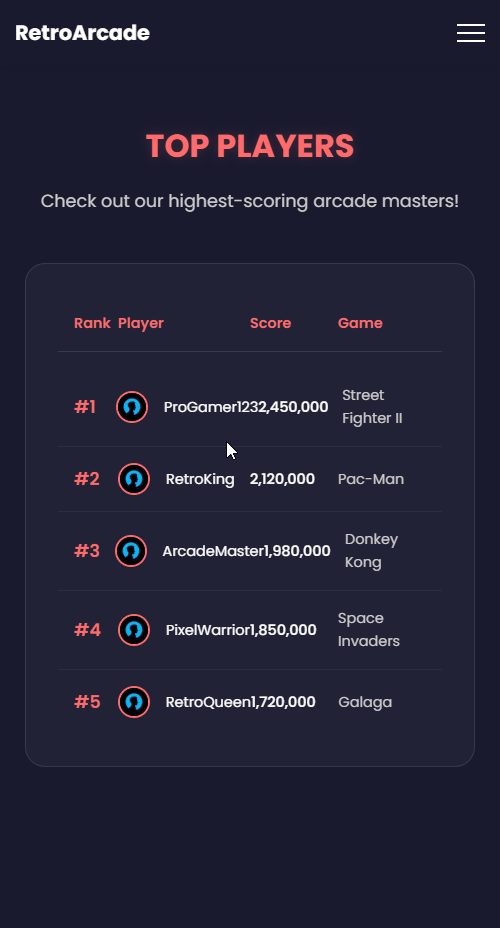 RetroArcade
TOP PLAYERS
Check out our highest-scoring arcade masters!
Rank Player Score Game
#1 ProGamer123 2,450,000 Street
Fighter II
#2 RetroKing 2,120,000 Pac-Man
#3 ArcadeMaster 1,980,000 Donkey
Kong
#4 PixelWarrior 1,850,000 Space
Invaders
#5 RetroQueen 1,720,000 Galaga